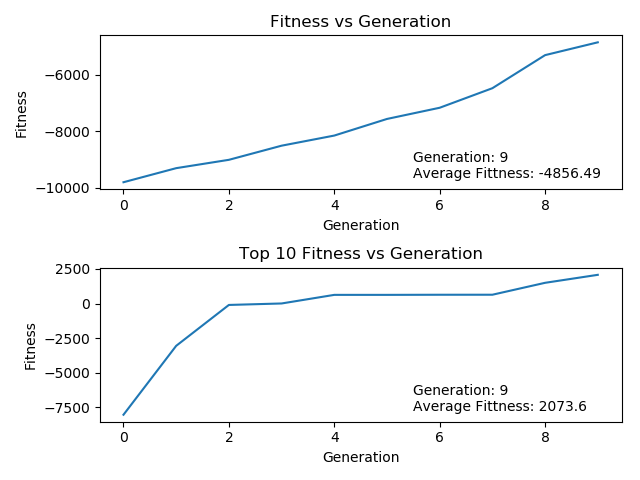 Fitness vs Generation
Fitness
−6000
−8000
−10000
Generation: 9
Average Fittness: -4856.49
0 2 4 6 8
Generation
Top 10 Fitness vs Generation
Fitness
2500
0
−2500
−5000
−7500
Generation: 9
Average Fittness: 2073.6
0 2 4 6 8
Generation